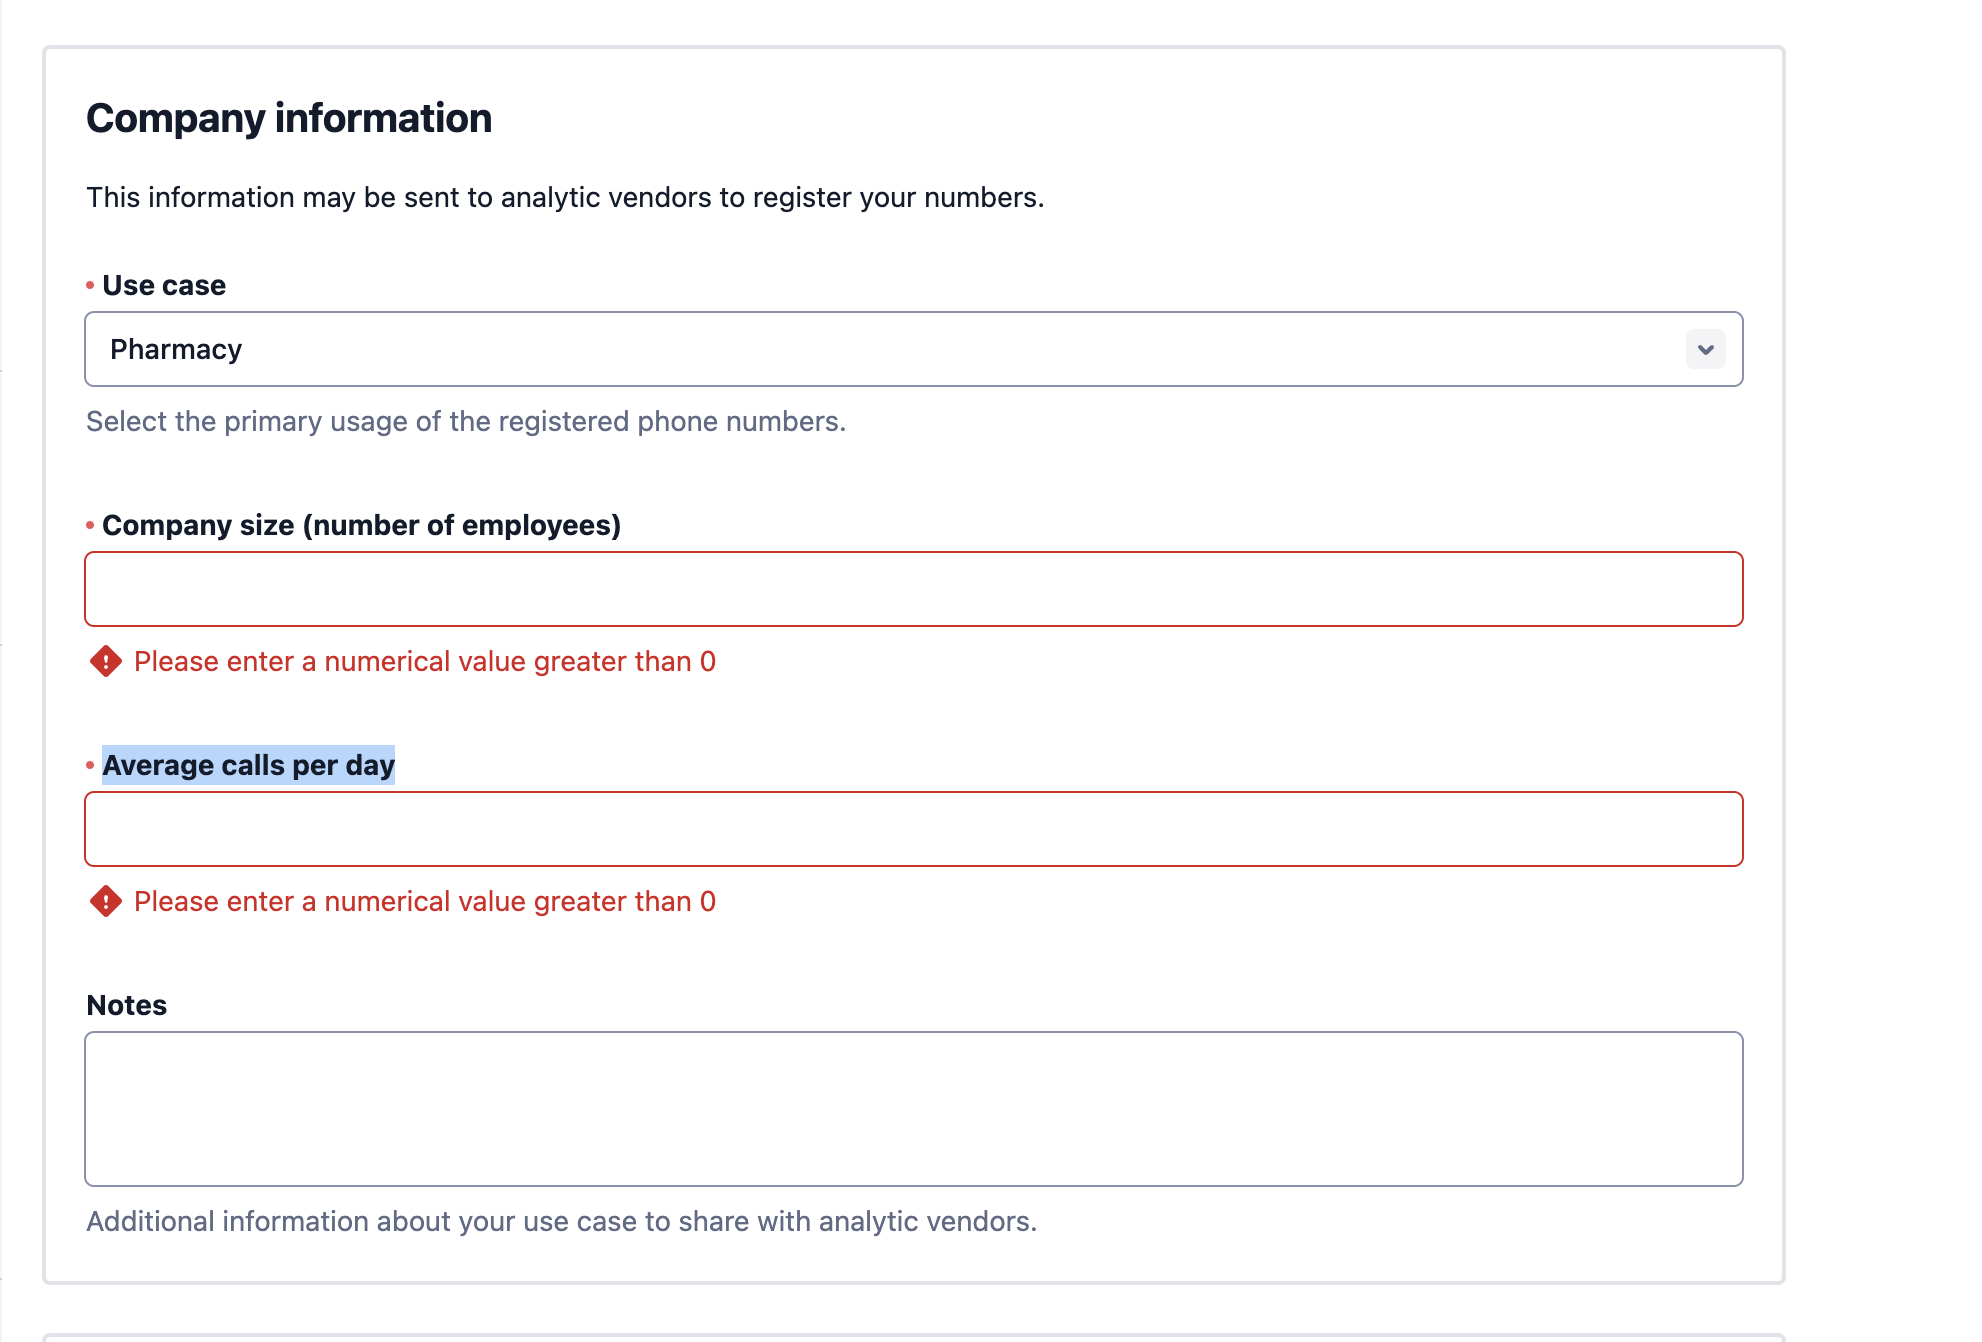 Company information
This information may be sent to analytic vendors to register your numbers.
Use case
Pharmacy
Select the primary usage of the registered phone numbers.
Company size (number of employees)
Please enter a numerical value greater than 0
Average calls per day
Please enter a numerical value greater than 0
Notes
Additional information about your use case to share with analytic vendors.